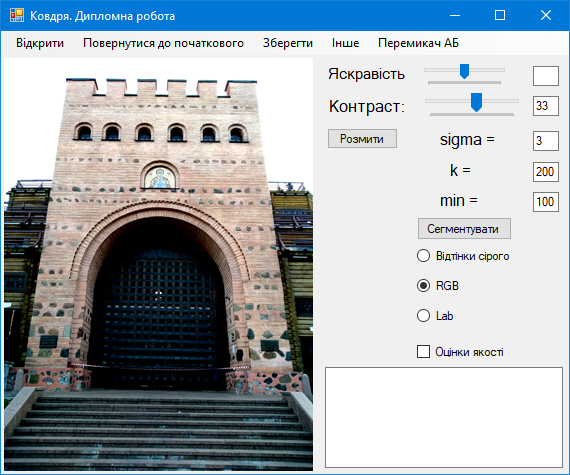 Ковдря. Дипломна робота
Відкрити Повернутися до початкового Зберегти Інше Перемикач АБ
Яскравість
Контраст: 33
Розмити sigma = 3
k = 200
min = 100
Сегментувати
Відтінки сірого
RGB
Lab
Оцінки якості